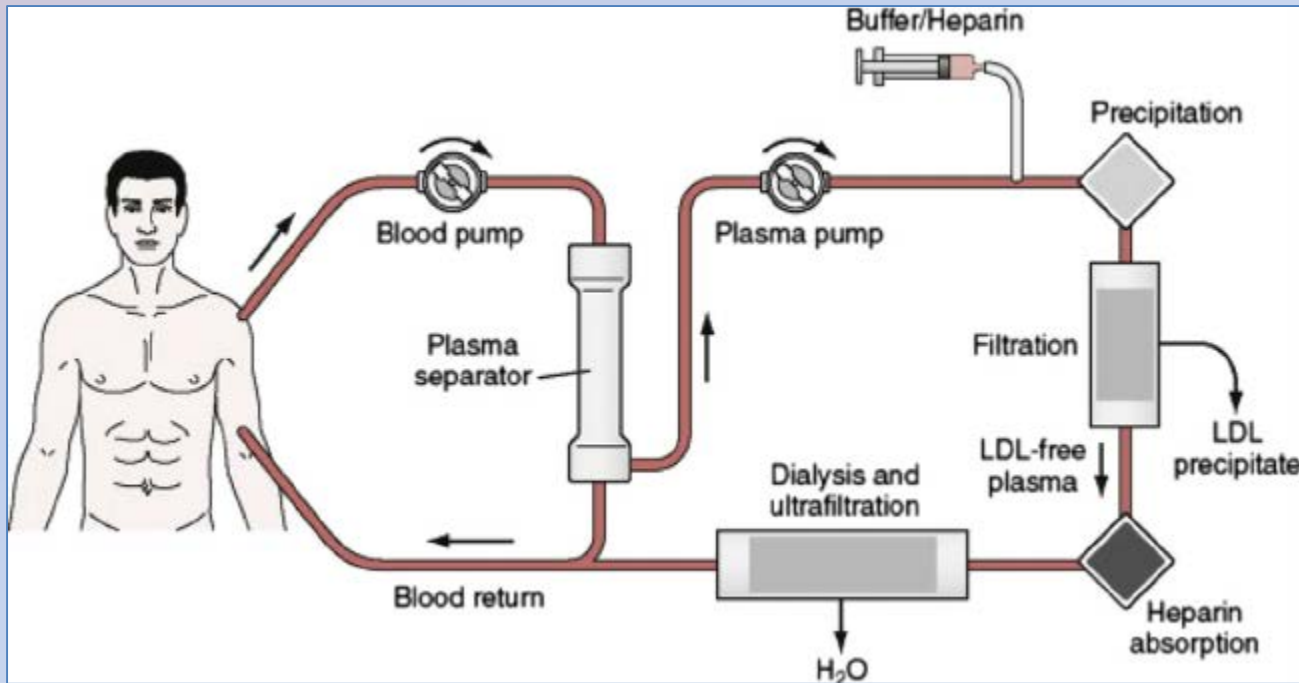 Buffer/Heparin
Precipitation
Blood pump
Plasma pump
Plasma
separator
Filtration
LDL
precipitate
LDL-free
plasma
Dialysis and
ultrafiltration
Blood return
Heparin
absorption
H₂O